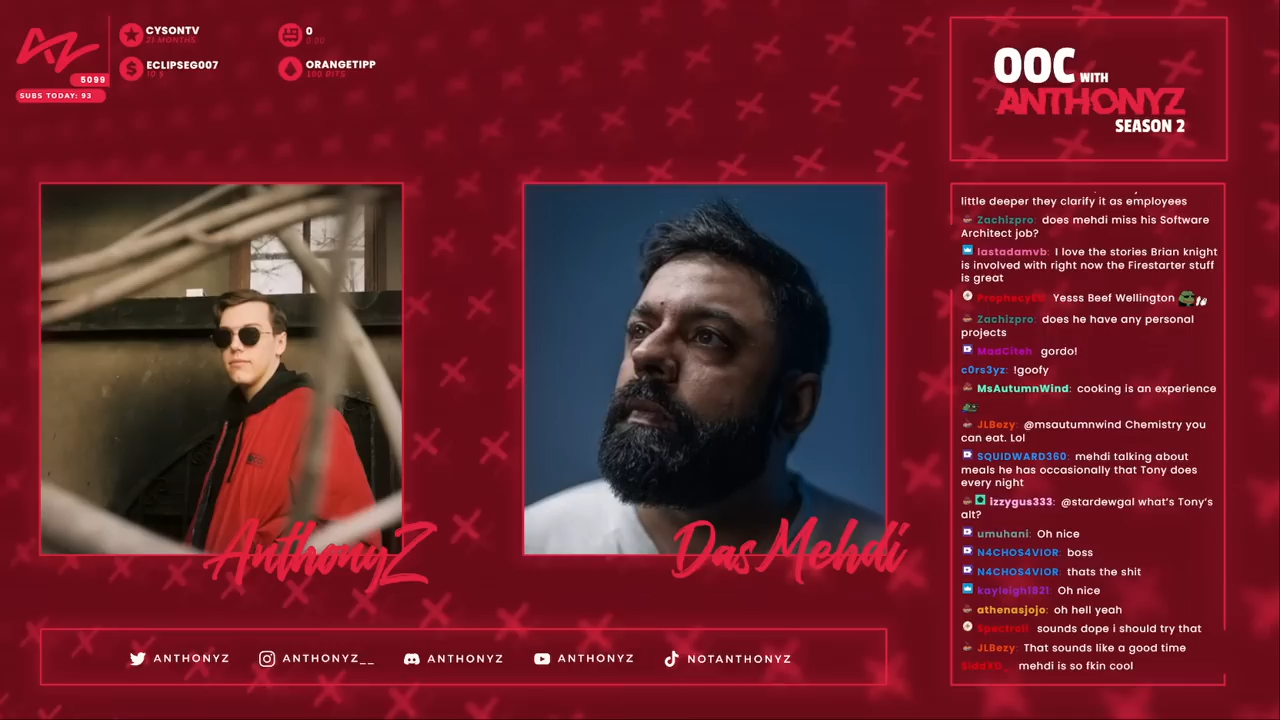 AZ
5099
SUBS TODAY: 93
CYSONTV
21 MONTHS
ECLIPSEG007
10 $
0
0.00
ORANGETIPP
100 BITS
OOC WITH
ANTHONYZ
SEASON 2
AnthonyZ
DasMehdi
little deeper they clarify it as employees
Zachizpro: does mehdi miss his Software
Architect job?
lastadamvb: I love the stories Brian knight
is involved with right now the Firestarter stuff
is great
Yesss Beef Wellington
Zachizpro: does he have any personal
projects
MadCiteh gordo!
c0rs3yz: !goofy
MsAutumnWind: cooking is an experience
JLBezy: @msautumnwind Chemistry you
can eat. Lol
SQUIDWARD360: mehdi talking about
meals he has occasionally that Tony does
every night
izzygus333: @stardewgal what's Tony's
alt?
umuhani: Oh nice
N4CHOS4VIOR: boss
N4CHOS4VIOR: thats the shit
kayleigh1821: Oh nice
athenasjojo: oh hell yeah
sounds dope i should try that
JLBezy: That sounds like a good time
mehdi is so fkin cool
ANTHONYZ
ANTHONYZ__
ANTHONYZ
ANTHONYZ
NOTANTHONYZ